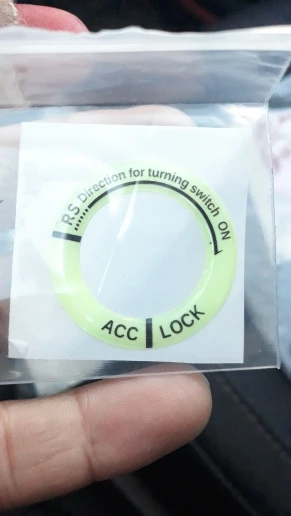 RS Direction for turning switch ON
ACC LOCK